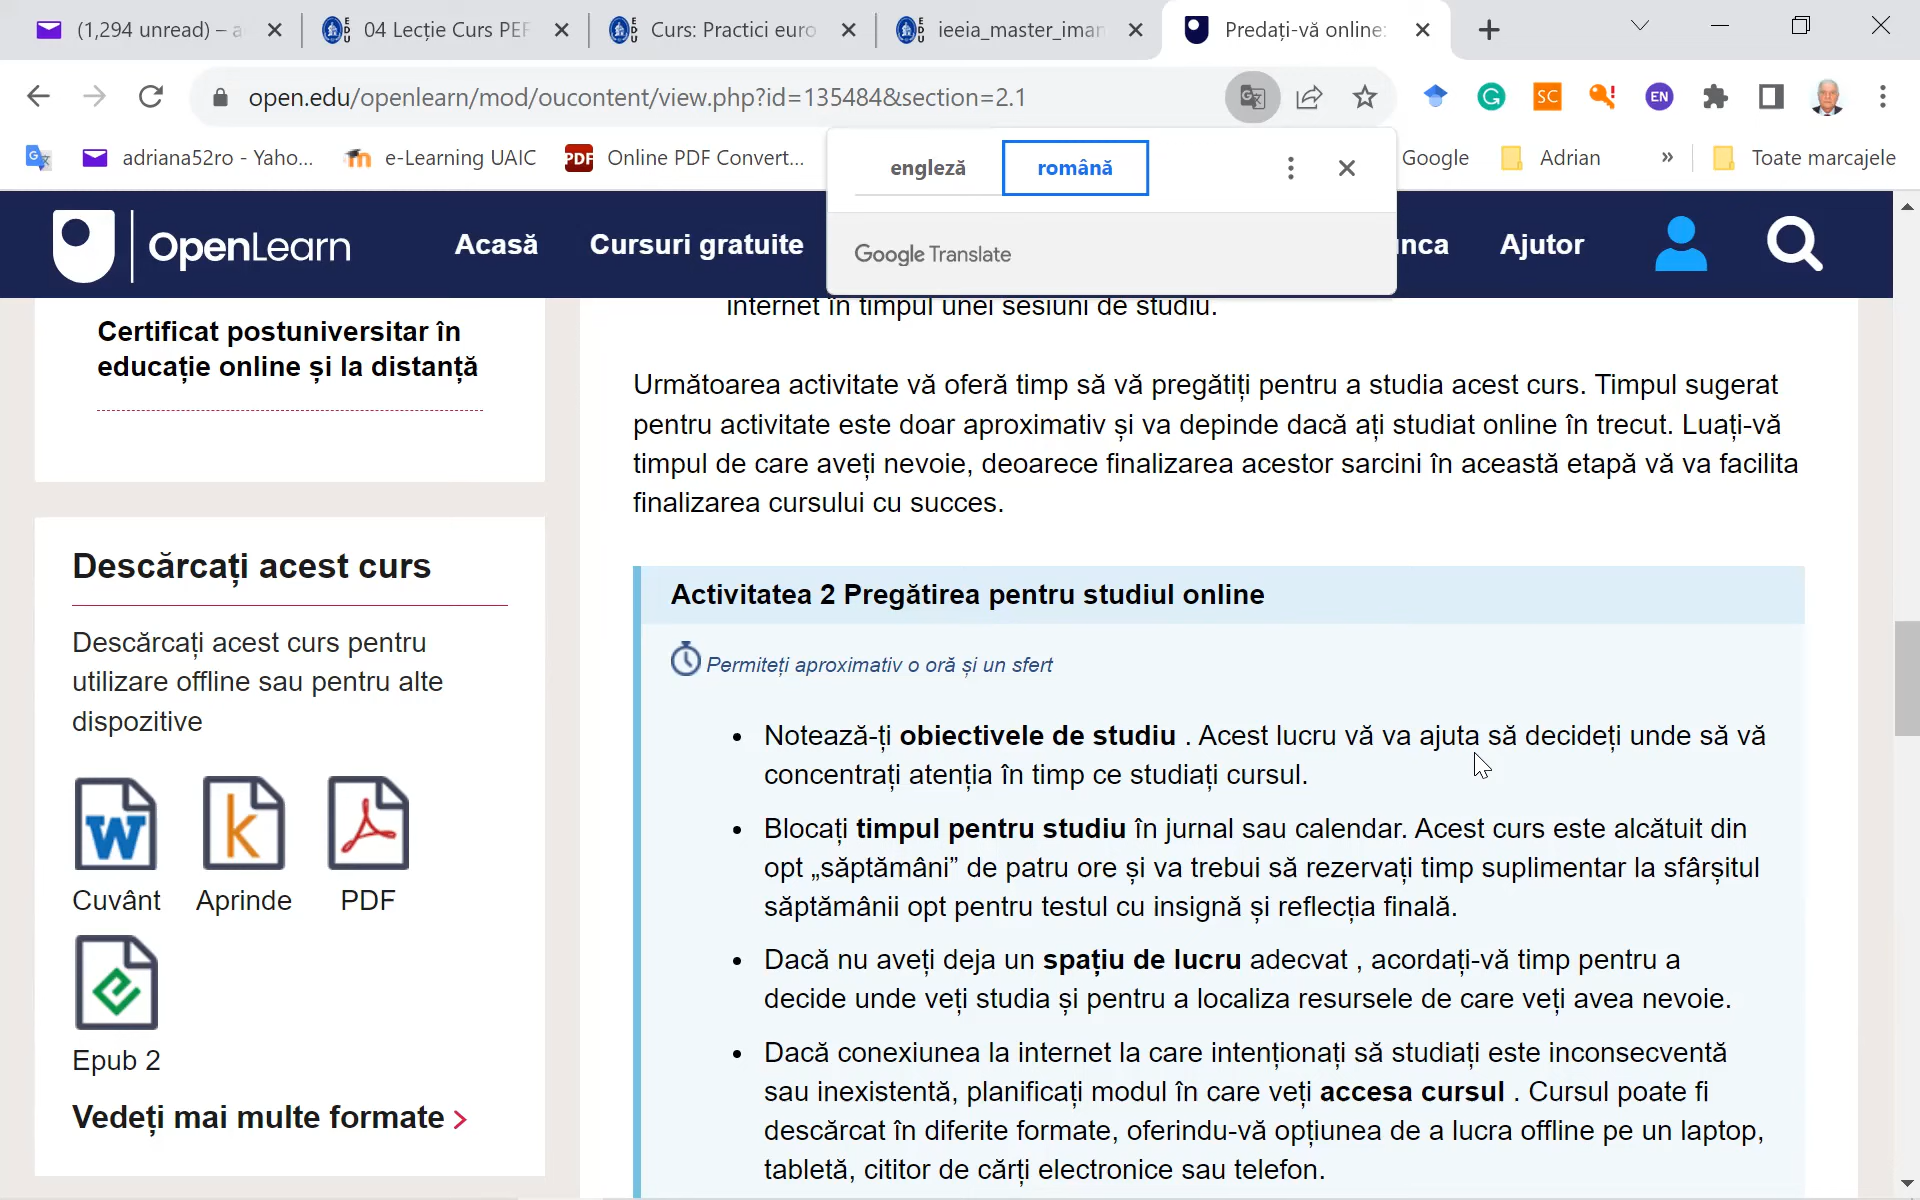 (1,294 unread) – a
04 Lecție Curs PER
Curs: Practici euro
ieeia_master_iman
Predați-vă online:
open.edu/openlearn/mod/oucontent/view.php?id=135484&section=2.1
SC
EN
adriana52ro - Yaho...
e-Learning UAIC
PDF
Online PDF Convert...
Google
Adrian
»
Toate marcajele
engleză
română
Google Translate
OpenLearn
Acasă
Cursuri gratuite
unca
Ajutor
Certificat postuniversitar în
educație online și la distanță
Descărcați acest curs
Descărcați acest curs pentru
utilizare offline sau pentru alte
dispozitive
Cuvânt
Aprinde
PDF
Epub 2
Vedeți mai multe formate
internet în timpul unei sesiuni de studiu.
Următoarea activitate vă oferă timp să vă pregătiți pentru a studia acest curs. Timpul sugerat
pentru activitate este doar aproximativ și va depinde dacă ați studiat online în trecut. Luați-vă
timpul de care aveți nevoie, deoarece finalizarea acestor sarcini în această etapă vă va facilita
finalizarea cursului cu succes.
Activitatea 2 Pregătirea pentru studiul online
Permiteți aproximativ o oră și un sfert
• Notează-ți obiectivele de studiu . Acest lucru vă va ajuta să decideți unde să vă
concentrați atenția în timp ce studiați cursul.
• Blocați timpul pentru studiu în jurnal sau calendar. Acest curs este alcătuit din
opt „săptămâni” de patru ore și va trebui să rezervați timp suplimentar la sfârșitul
săptămânii opt pentru testul cu insignă și reflecția finală.
• Dacă nu aveți deja un spațiu de lucru adecvat , acordați-vă timp pentru a
decide unde veți studia și pentru a localiza resursele de care veți avea nevoie.
• Dacă conexiunea la internet la care intenționați să studiați este inconsecventă
sau inexistentă, planificați modul în care veți accesa cursul . Cursul poate fi
descărcat în diferite formate, oferindu-vă opțiunea de a lucra offline pe un laptop,
tabletă, cititor de cărți electronice sau telefon.